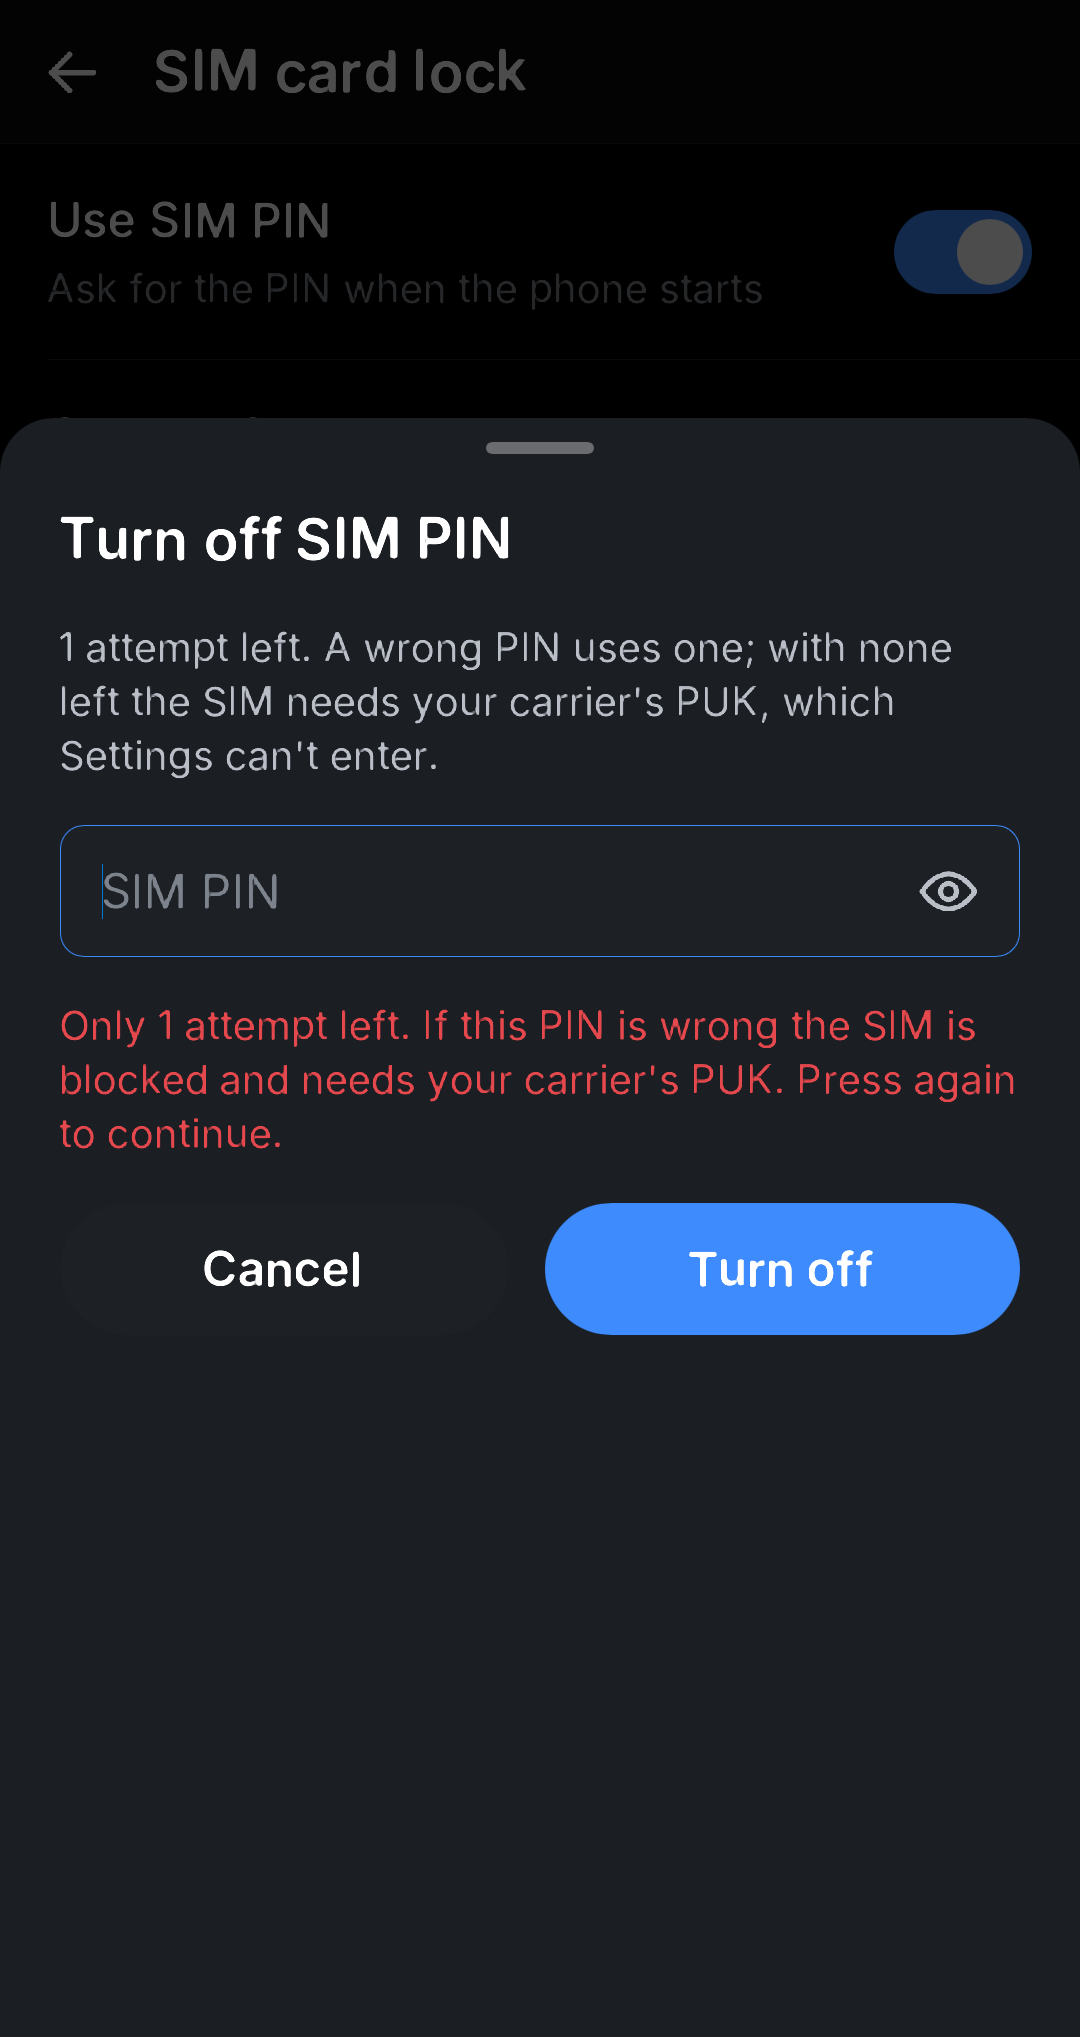 SIM card lock
Use SIM PIN
Ask for the PIN when the phone starts
Turn off SIM PIN
1 attempt left. A wrong PIN uses one; with none
left the SIM needs your carrier's PUK, which
Settings can't enter.
SIM PIN
Only 1 attempt left. If this PIN is wrong the SIM is
blocked and needs your carrier's PUK. Press again
to continue.
Cancel
Turn off